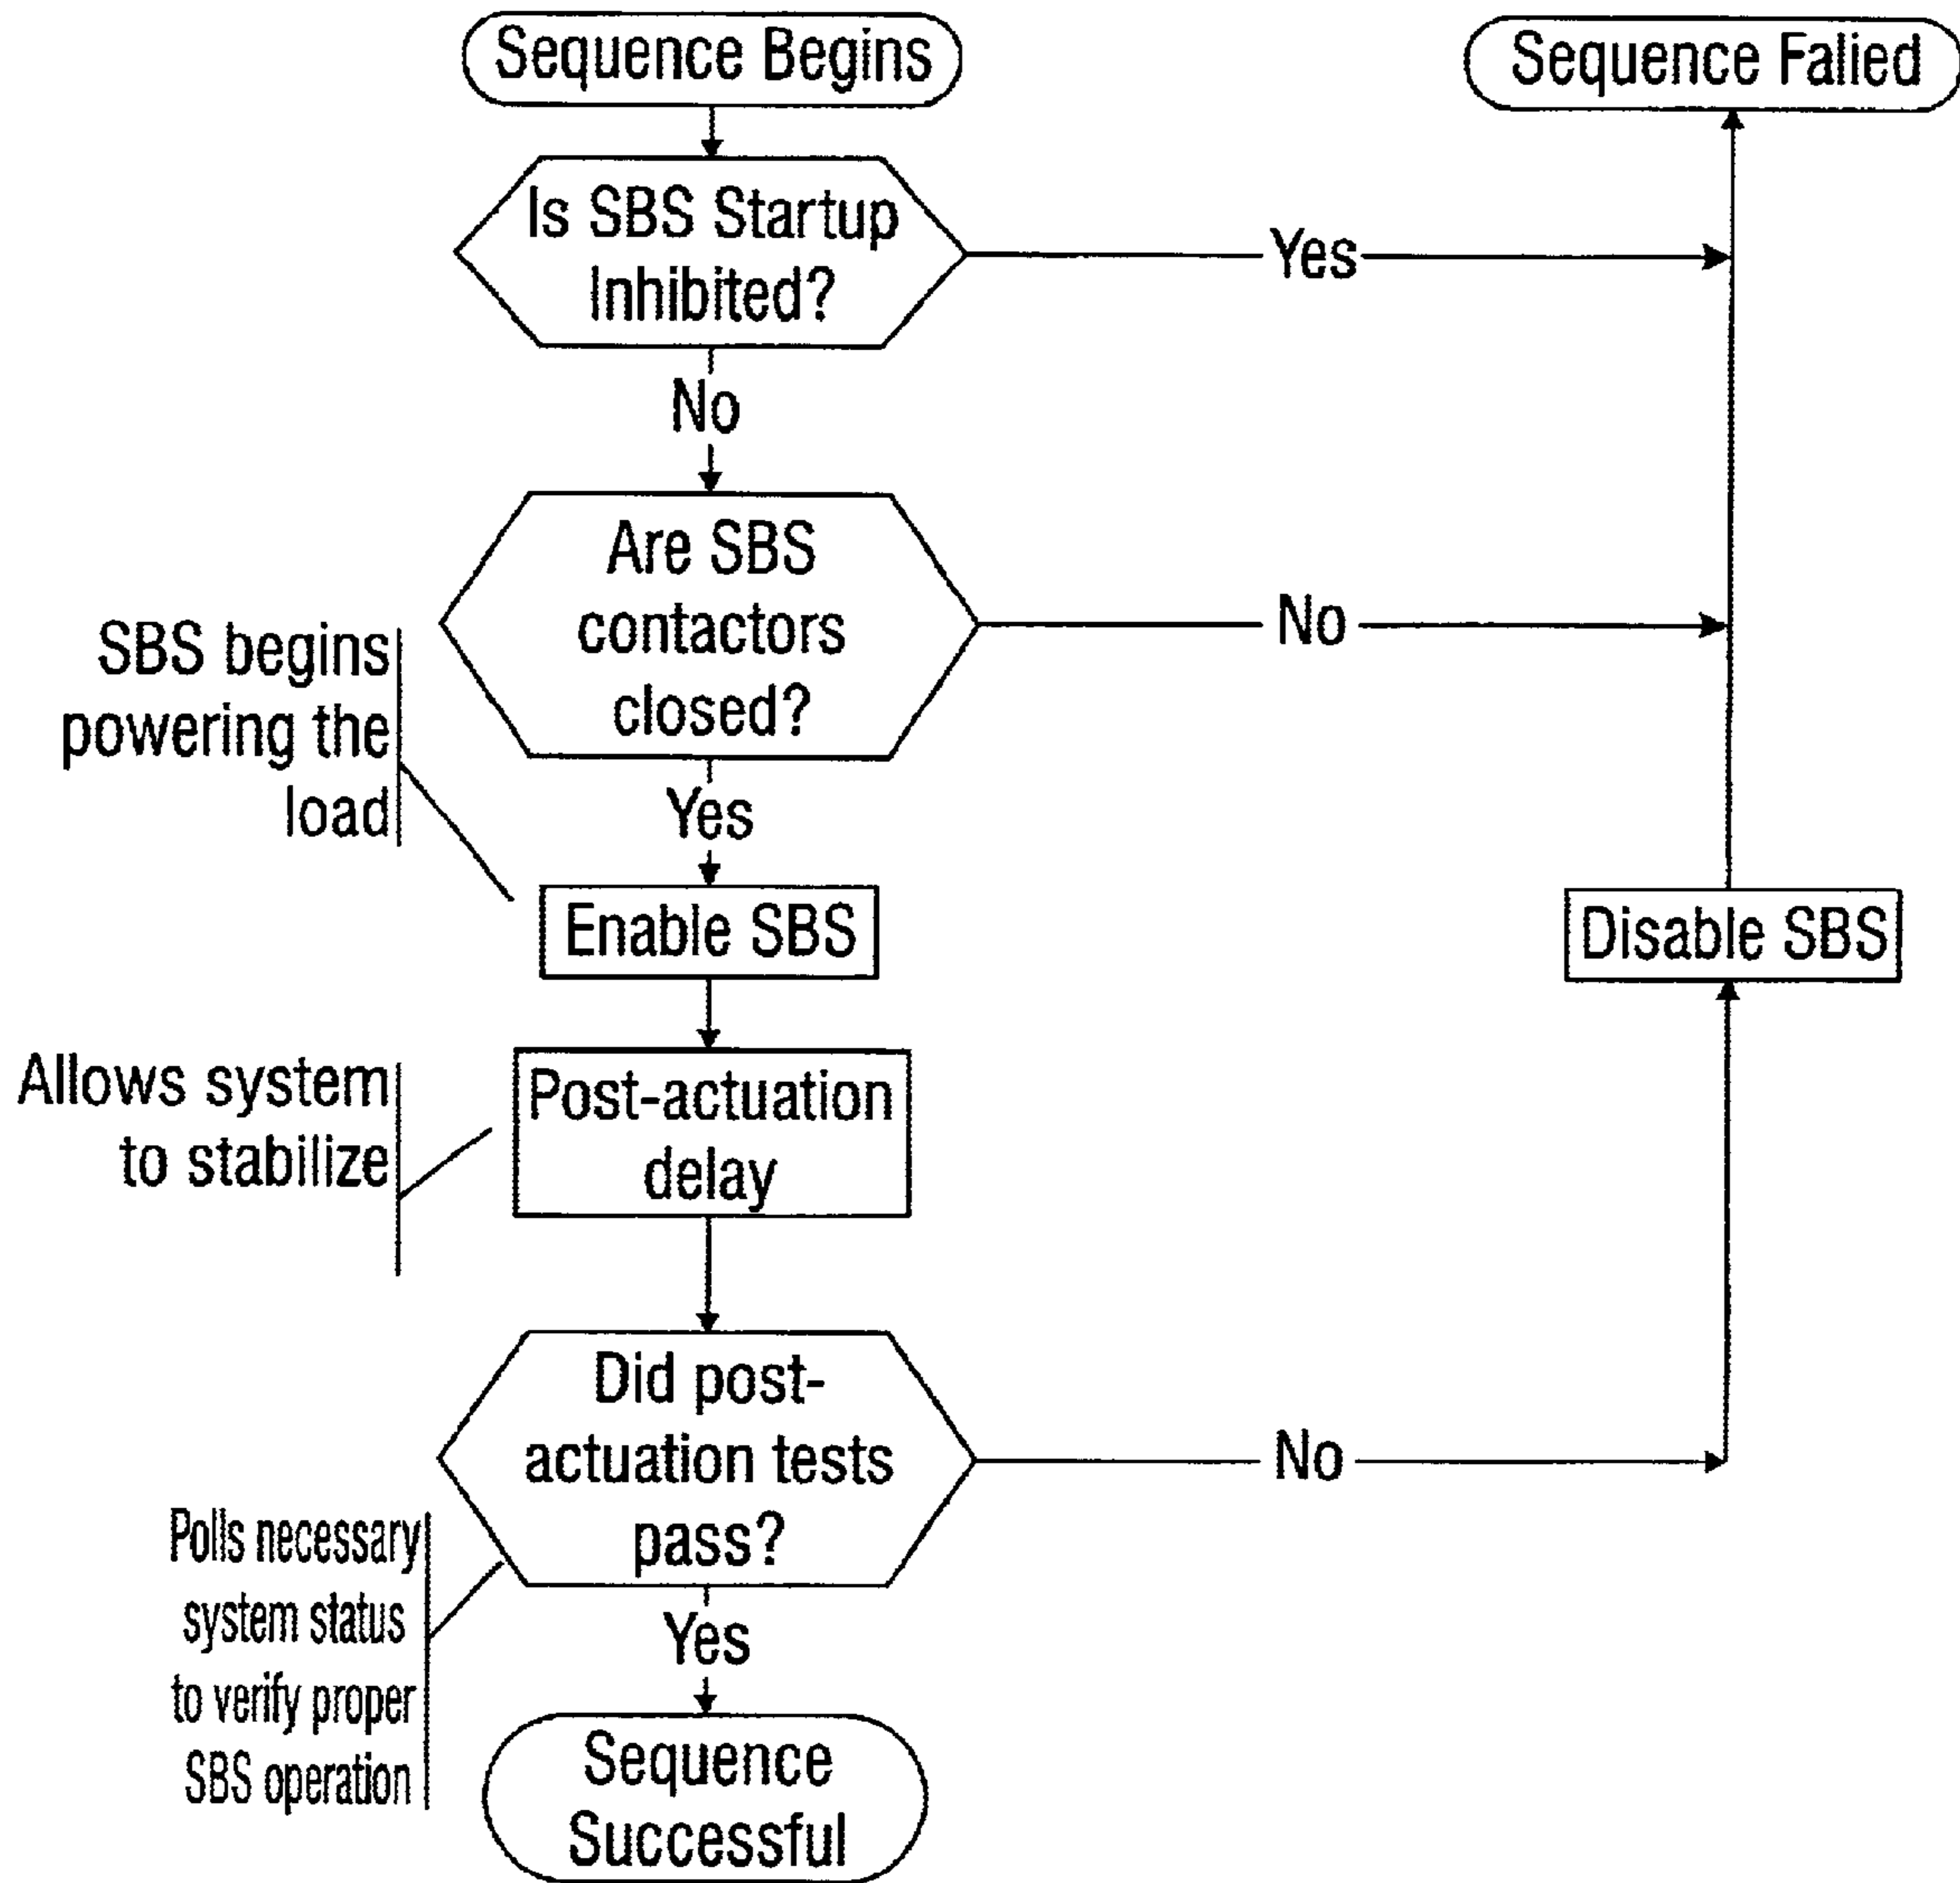 Sequence Begins
Sequence Falied
Is SBS Startup
Inhibited?
Yes
No
Are SBS
contactors
closed?
No
SBS begins
powering the
load
Yes
Enable SBS
Disable SBS
Post-actuation
delay
Allows system
to stabilize
Did post-
actuation tests
pass?
No
Polls necessary
system status
to verify proper
SBS operation
Yes
Sequence
Successful